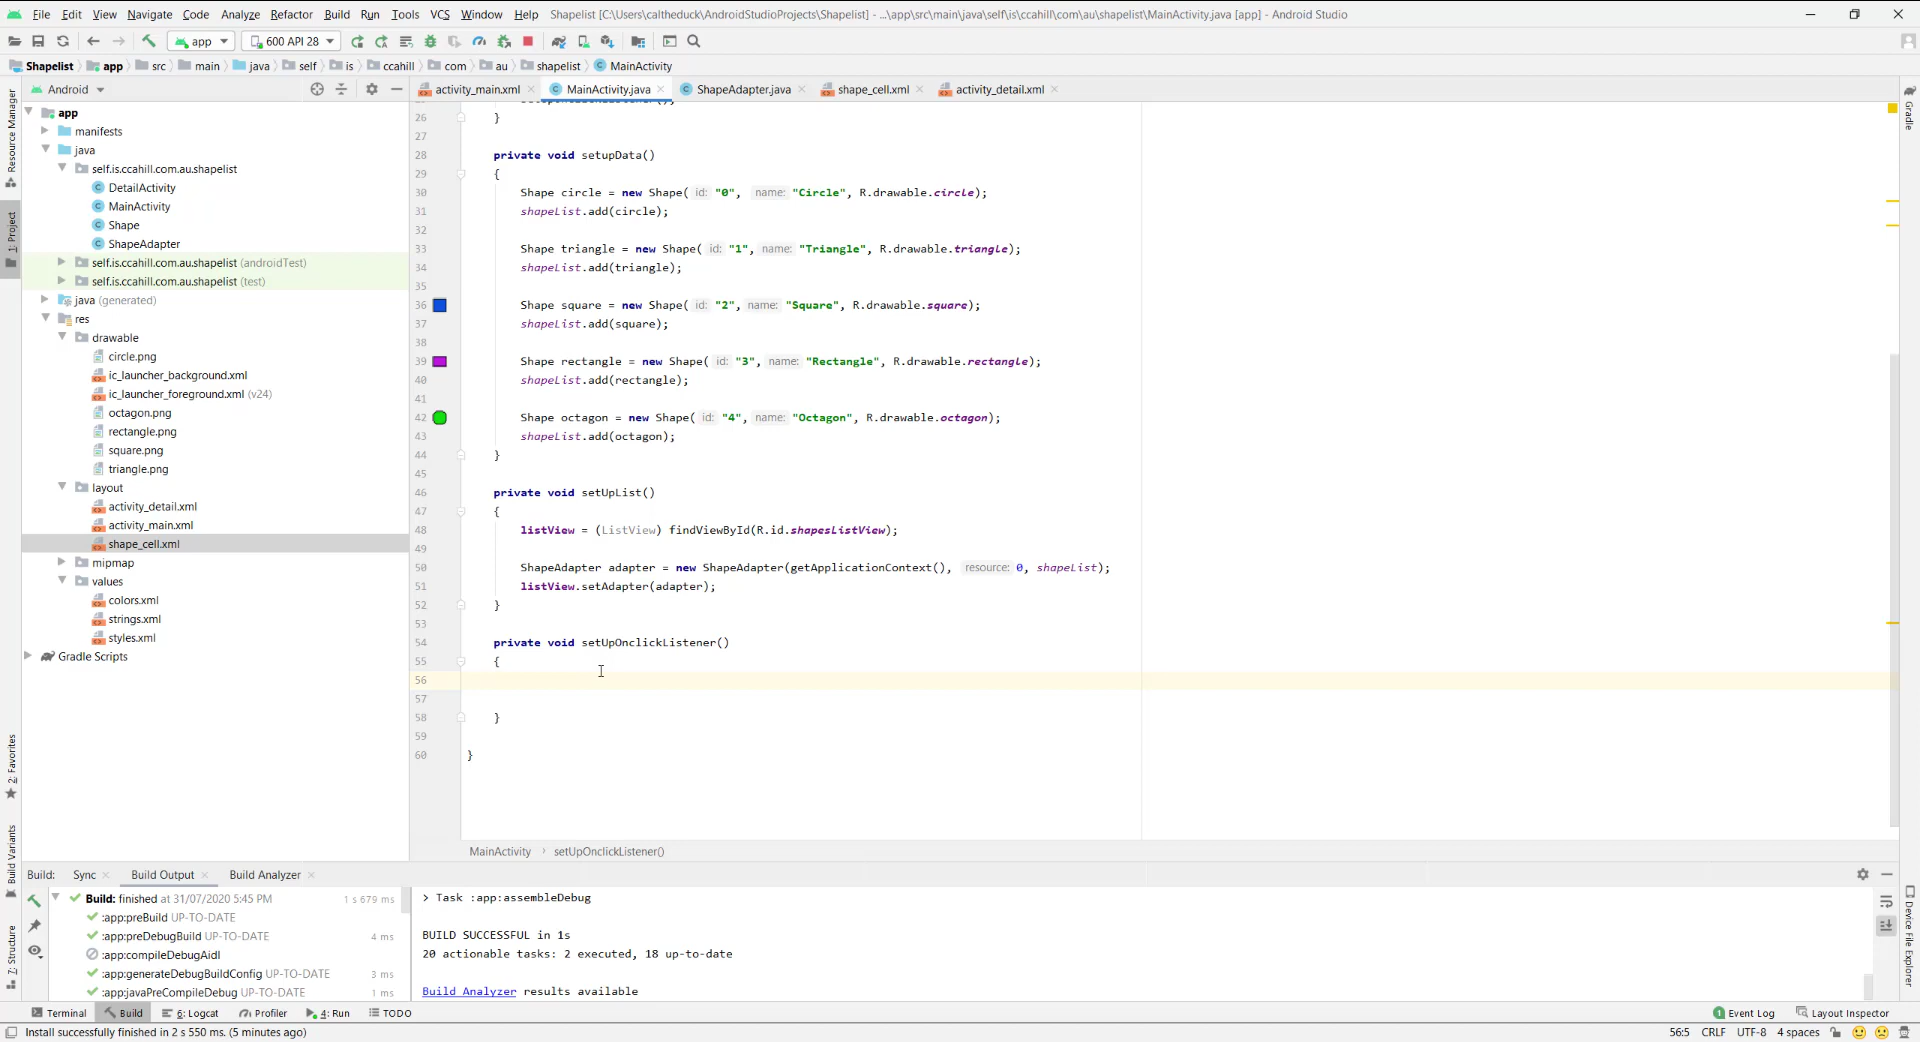 File Edit View Navigate Code Analyze Refactor Build Run Tools VCS Window Help Shapelist [C:\Users\caltheduck\AndroidStudioProjects\Shapelist] - ...\app\src\main\java\self\is\ccahill\com\au\shapelist\MainActivity.java [app] - Android Studio
app 600 API 28
Shapelist app src main java self is ccahill com au shapelist MainActivity
Android
activity_main.xml MainActivity.java ShapeAdapter.java shape_cell.xml activity_detail.xml
Resource Manager
1: Project
2: Favorites
Build Variants
7: Structure
Gradle
Device File Explorer
app
manifests
java
self.is.ccahill.com.au.shapelist
DetailActivity
MainActivity
Shape
ShapeAdapter
self.is.ccahill.com.au.shapelist (androidTest)
self.is.ccahill.com.au.shapelist (test)
java (generated)
res
drawable
circle.png
ic_launcher_background.xml
ic_launcher_foreground.xml (v24)
octagon.png
rectangle.png
square.png
triangle.png
layout
activity_detail.xml
activity_main.xml
shape_cell.xml
mipmap
values
colors.xml
strings.xml
styles.xml
Gradle Scripts
26 }
27
28 private void setupData()
29 {
30 Shape circle = new Shape( id: "0", name: "Circle", R.drawable.circle);
31 shapeList.add(circle);
32
33 Shape triangle = new Shape( id: "1", name: "Triangle", R.drawable.triangle);
34 shapeList.add(triangle);
35
36 Shape square = new Shape( id: "2", name: "Square", R.drawable.square);
37 shapeList.add(square);
38
39 Shape rectangle = new Shape( id: "3", name: "Rectangle", R.drawable.rectangle);
40 shapeList.add(rectangle);
41
42 Shape octagon = new Shape( id: "4", name: "Octagon", R.drawable.octagon);
43 shapeList.add(octagon);
44 }
45
46 private void setUpList()
47 {
48 listView = (ListView) findViewById(R.id.shapesListView);
49
50 ShapeAdapter adapter = new ShapeAdapter(getApplicationContext(), resource: 0, shapeList);
51 listView.setAdapter(adapter);
52 }
53
54 private void setUpOnclickListener()
55 {
56
57
58 }
59
60 }
MainActivity › setUpOnclickListener()
Build: Sync Build Output Build Analyzer
Build: finished at 31/07/2020 5:45 PM 1 s 679 ms
:app:preBuild UP-TO-DATE
:app:preDebugBuild UP-TO-DATE 4 ms
:app:compileDebugAidl
:app:generateDebugBuildConfig UP-TO-DATE 3 ms
:app:javaPreCompileDebug UP-TO-DATE 1 ms
> Task :app:assembleDebug
BUILD SUCCESSFUL in 1s
20 actionable tasks: 2 executed, 18 up-to-date
Build Analyzer results available
Terminal Build 6: Logcat Profiler 4: Run TODO 1 Event Log Layout Inspector
Install successfully finished in 2 s 550 ms. (5 minutes ago) 56:5 CRLF UTF-8 4 spaces